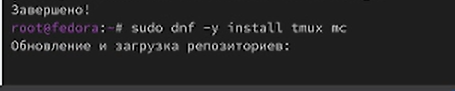 Завершено!
root@fedora:~# sudo dnf -y install tmux mc
Обновление и загрузка репозиториев: